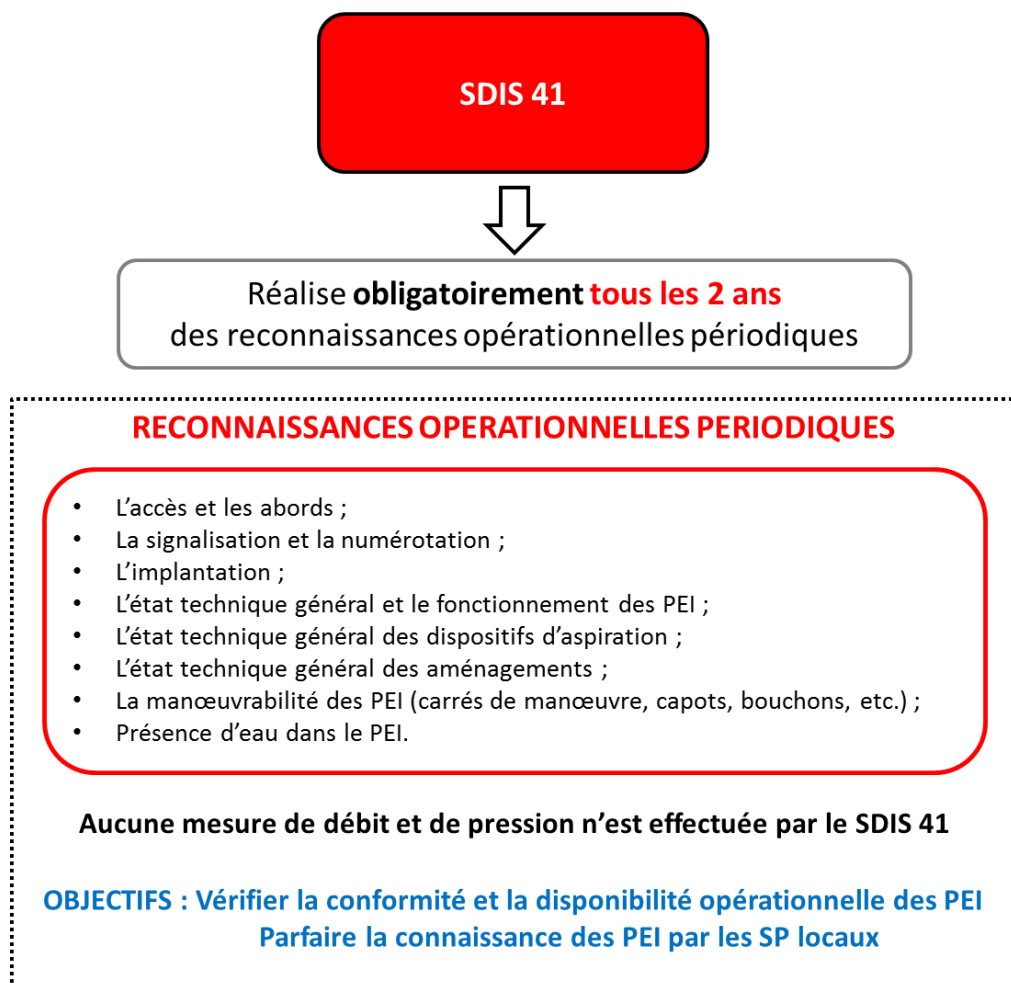 SDIS 41
Réalise obligatoirement tous les 2 ans
des reconnaissances opérationnelles périodiques
RECONNAISSANCES OPERATIONNELLES PERIODIQUES
• L’accès et les abords ;
• La signalisation et la numérotation ;
• L’implantation ;
• L’état technique général et le fonctionnement des PEI ;
• L’état technique général des dispositifs d’aspiration ;
• L’état technique général des aménagements ;
• La manœuvrabilité des PEI (carrés de manœuvre, capots, bouchons, etc.) ;
• Présence d’eau dans le PEI.
Aucune mesure de débit et de pression n’est effectuée par le SDIS 41
OBJECTIFS : Vérifier la conformité et la disponibilité opérationnelle des PEI
Parfaire la connaissance des PEI par les SP locaux